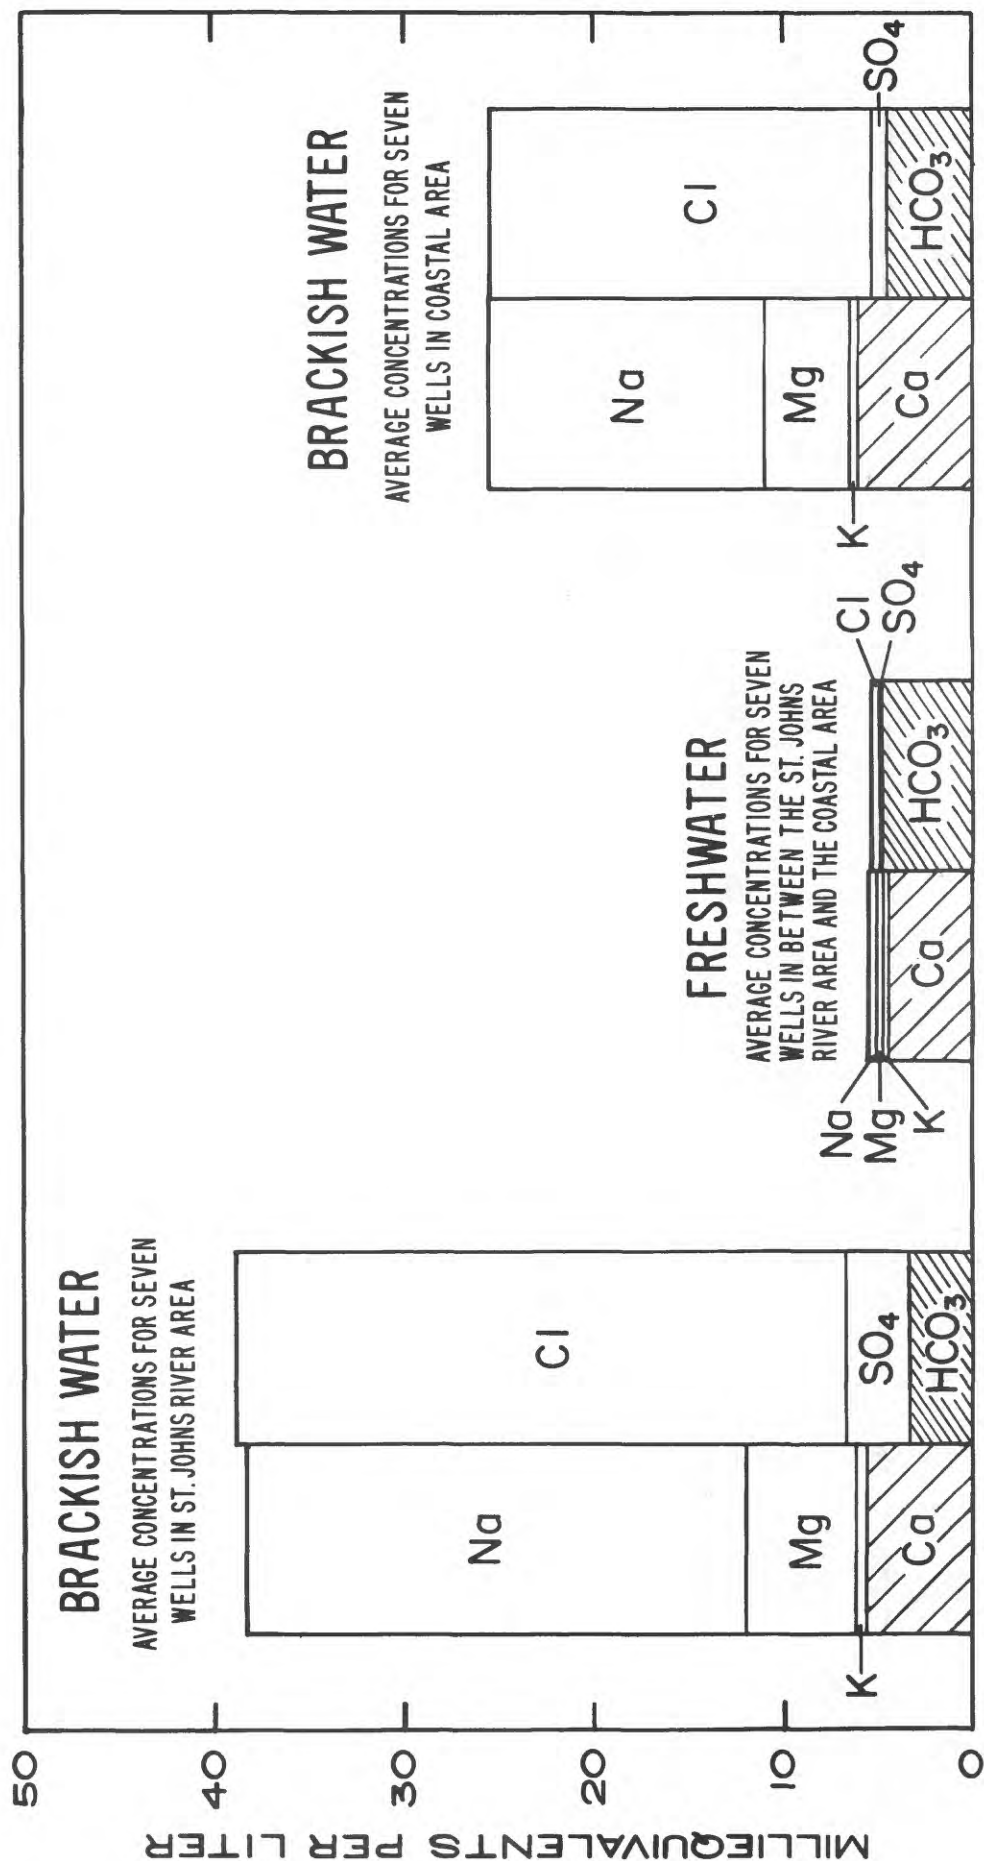 MILLIEQUIVALENTS PER LITER
50
40
30
20
10
0
BRACKISH WATER
AVERAGE CONCENTRATIONS FOR SEVEN
WELLS IN ST. JOHNS RIVER AREA
Na
Mg
K
Ca
Cl
SO₄
HCO₃
FRESHWATER
AVERAGE CONCENTRATIONS FOR SEVEN
WELLS IN BETWEEN THE ST. JOHNS
RIVER AREA AND THE COASTAL AREA
Na
Mg
K
Ca
Cl
SO₄
HCO₃
BRACKISH WATER
AVERAGE CONCENTRATIONS FOR SEVEN
WELLS IN COASTAL AREA
Na
Mg
K
Ca
Cl
SO₄
HCO₃